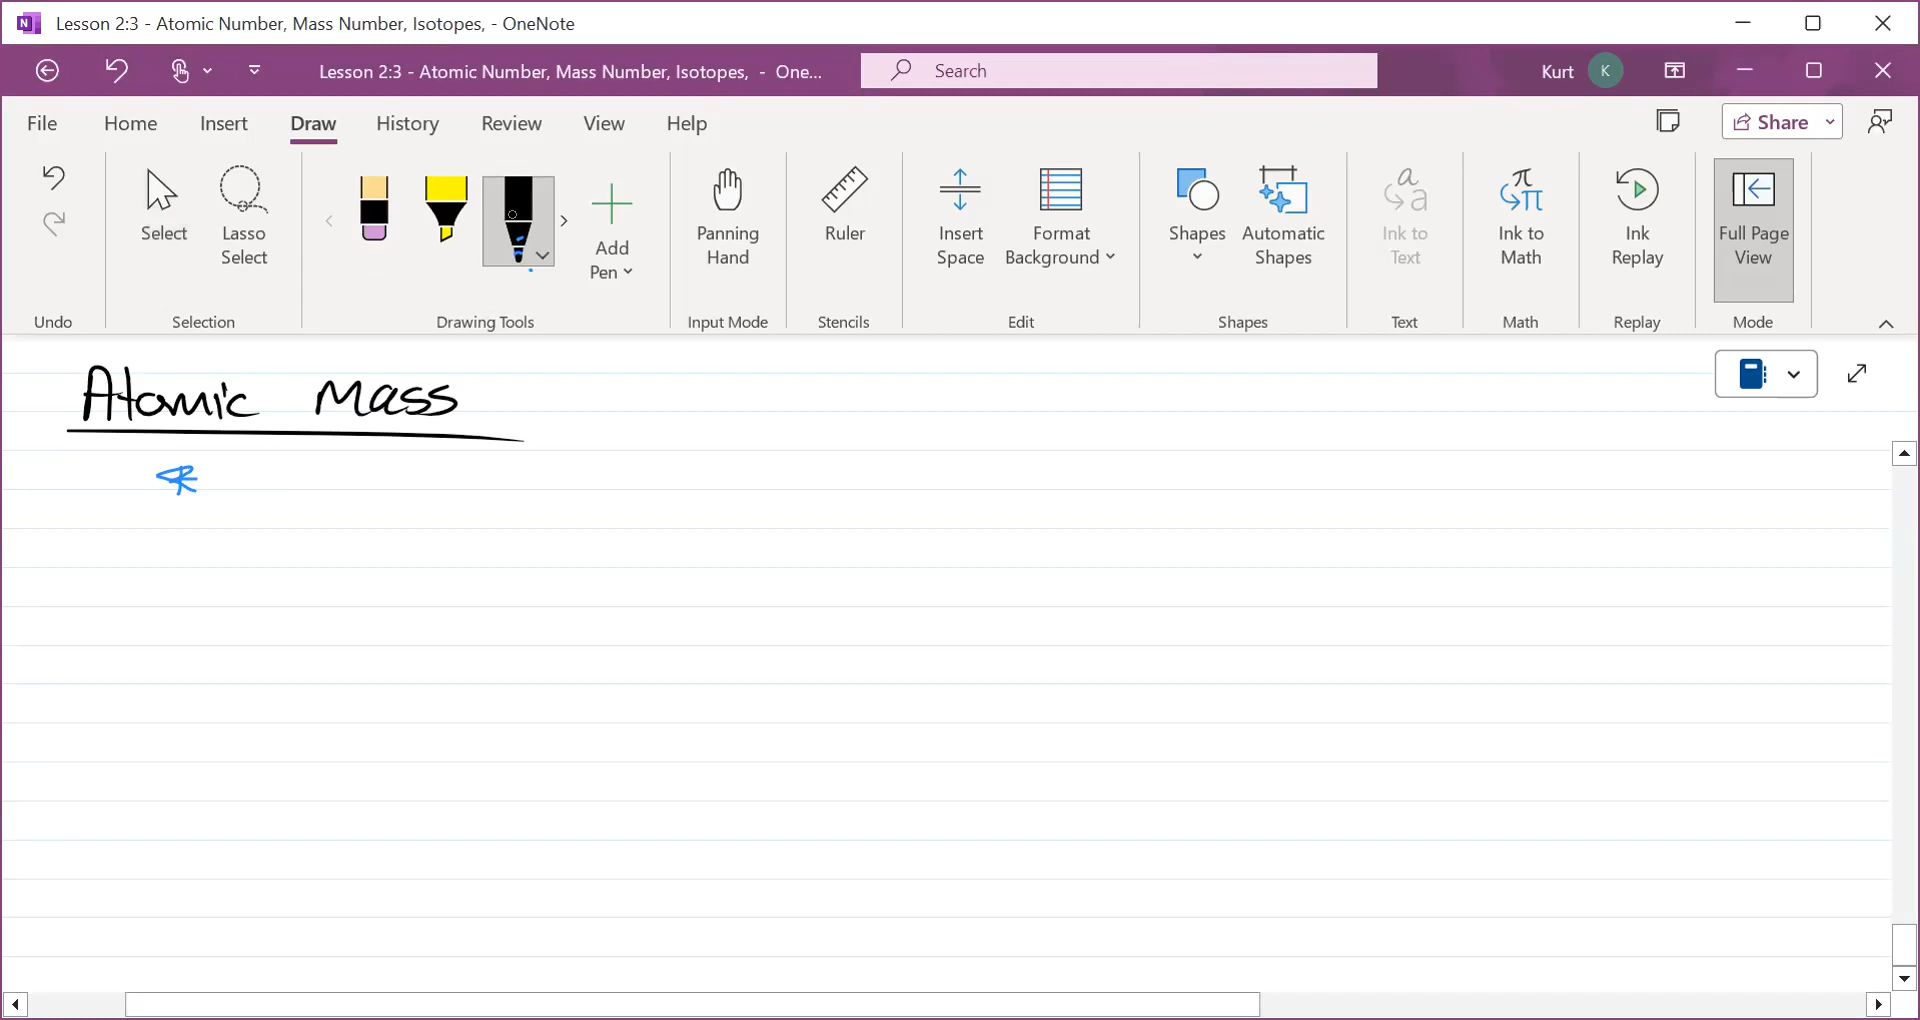 Lesson 2:3 - Atomic Number, Mass Number, Isotopes, - OneNote
Lesson 2:3 - Atomic Number, Mass Number, Isotopes, - One... Search Kurt K
File Home Insert Draw History Review View Help Share
Select Lasso Select Add Pen Panning Hand Ruler Insert Space Format Background Shapes Automatic Shapes Ink to Text Ink to Math Ink Replay Full Page View
Undo Selection Drawing Tools Input Mode Stencils Edit Shapes Text Math Replay Mode
Atomic Mass